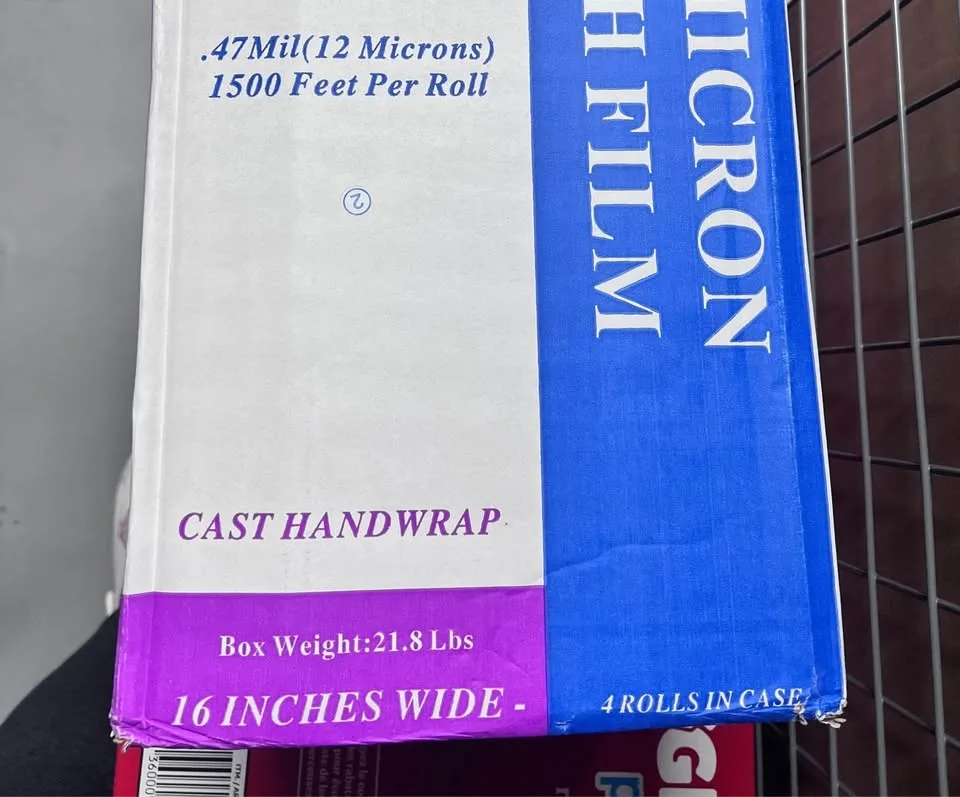 .47Mil(12 Microns)
1500 Feet Per Roll
2
CAST HANDWRAP
Box Weight:21.8 Lbs
16 INCHES WIDE -
4 ROLLS IN CASE
H FILM
ICRON